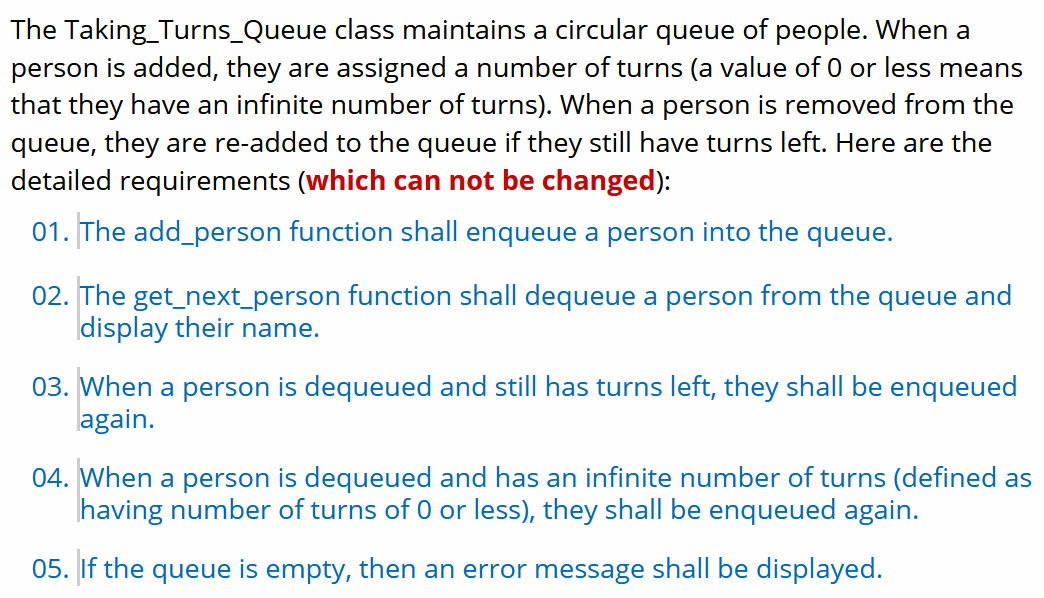 The Taking_Turns_Queue class maintains a circular queue of people. When a
person is added, they are assigned a number of turns (a value of 0 or less means
that they have an infinite number of turns). When a person is removed from the
queue, they are re-added to the queue if they still have turns left. Here are the
detailed requirements (which can not be changed):
01. The add_person function shall enqueue a person into the queue.
02. The get_next_person function shall dequeue a person from the queue and
display their name.
03. When a person is dequeued and still has turns left, they shall be enqueued
again.
04. When a person is dequeued and has an infinite number of turns (defined as
having number of turns of 0 or less), they shall be enqueued again.
05. If the queue is empty, then an error message shall be displayed.